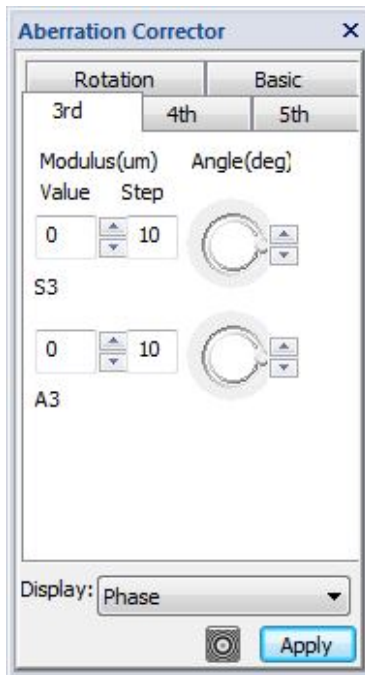 Aberration Corrector
Rotation Basic
3rd 4th 5th
Modulus(um) Angle(deg)
Value Step
0 10
S3
0 10
A3
Display: Phase
Apply